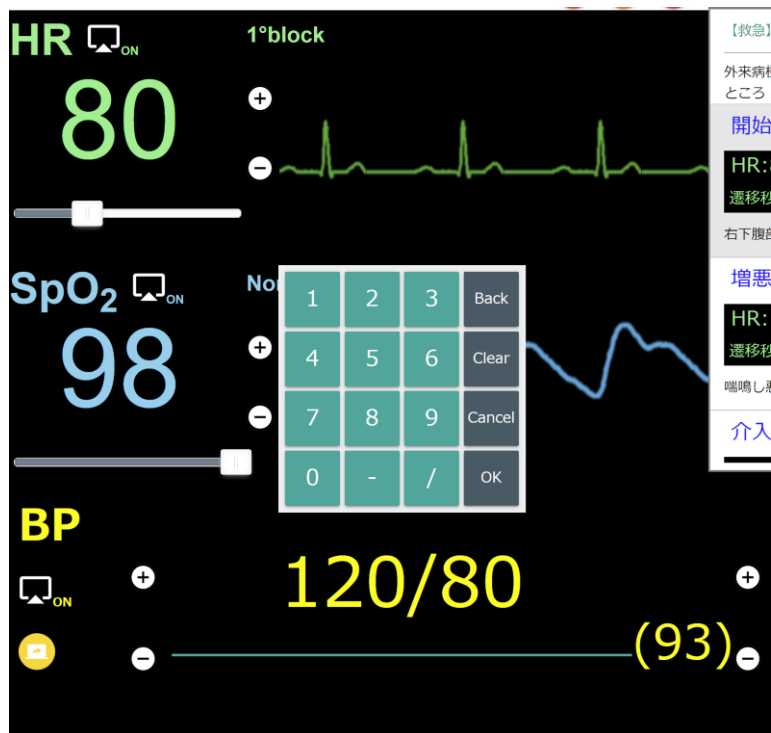 HR ON
80
1°block
SpO2 ON
98
BP
ON
120/80
(93)
1 2 3 Back
4 5 6 Clear
7 8 9 Cancel
0 - / OK
【救急】
外来病
ところ
開始
HR:
遷移秒
右下腹部
増悪
HR:
遷移秒
喘鳴し
介入